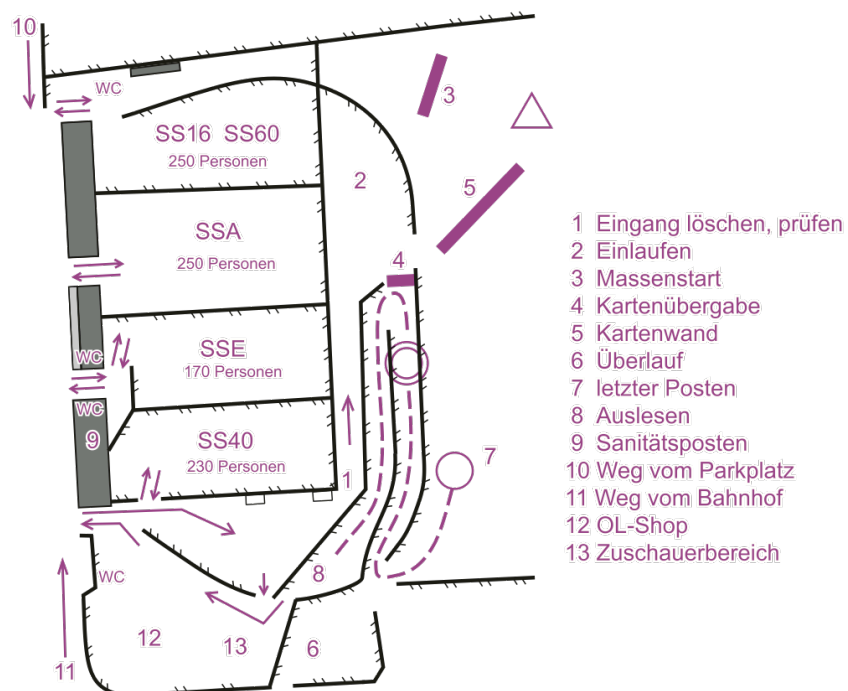 10
WC
3
SS16 SS60
250 Personen
2
5
SSA
250 Personen
4
WC
SSE
170 Personen
WC
9
SS40
230 Personen
1
7
8
WC
12
13
6
11
1 Eingang löschen, prüfen
2 Einlaufen
3 Massenstart
4 Kartenübergabe
5 Kartenwand
6 Überlauf
7 letzter Posten
8 Auslesen
9 Sanitätsposten
10 Weg vom Parkplatz
11 Weg vom Bahnhof
12 OL-Shop
13 Zuschauerbereich